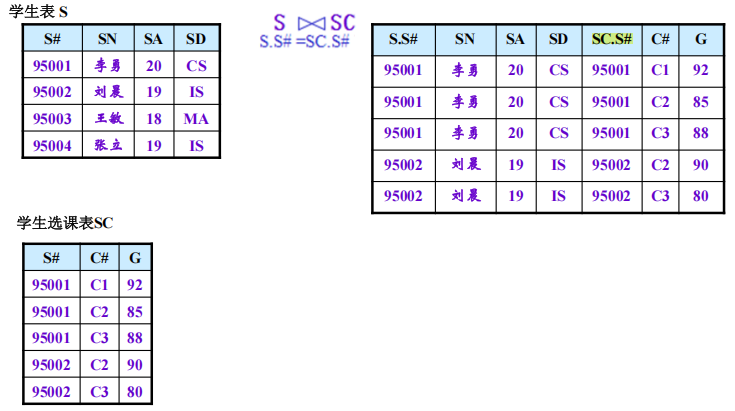 学生表 S
S# SN SA SD
95001 李勇 20 CS
95002 刘晨 19 IS
95003 王敏 18 MA
95004 张立 19 IS
S ⋈ SC
S.S# =SC.S#
S.S# SN SA SD SC.S# C# G
95001 李勇 20 CS 95001 C1 92
95001 李勇 20 CS 95001 C2 85
95001 李勇 20 CS 95001 C3 88
95002 刘晨 19 IS 95002 C2 90
95002 刘晨 19 IS 95002 C3 80
学生选课表SC
S# C# G
95001 C1 92
95001 C2 85
95001 C3 88
95002 C2 90
95002 C3 80